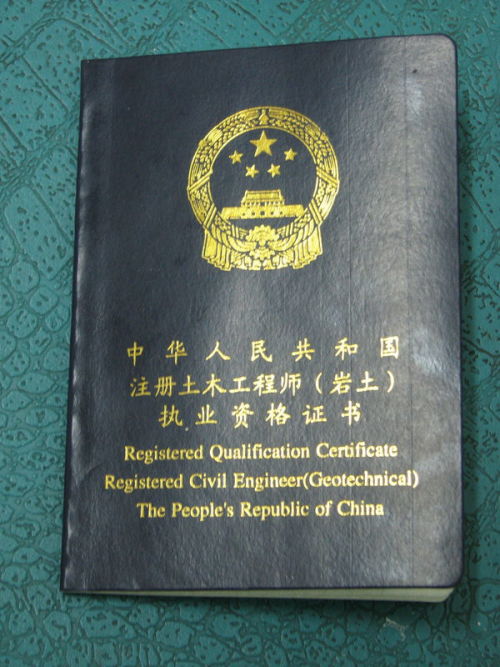 中华人民共和国
注册土木工程师（岩土）
执业资格证书
Registered Qualification Certificate
Registered Civil Engineer(Geotechnical)
The People's Republic of China